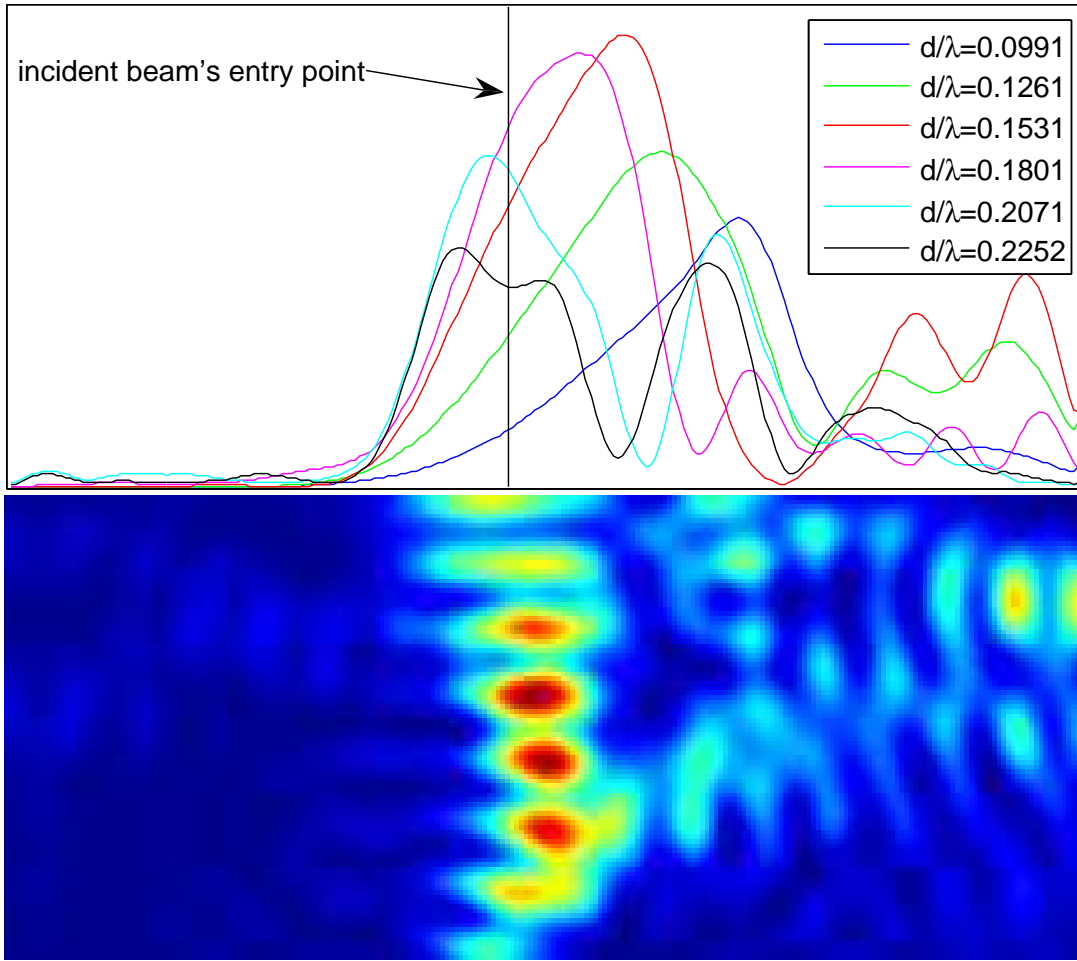 incident beam's entry point
d/λ=0.0991
d/λ=0.1261
d/λ=0.1531
d/λ=0.1801
d/λ=0.2071
d/λ=0.2252